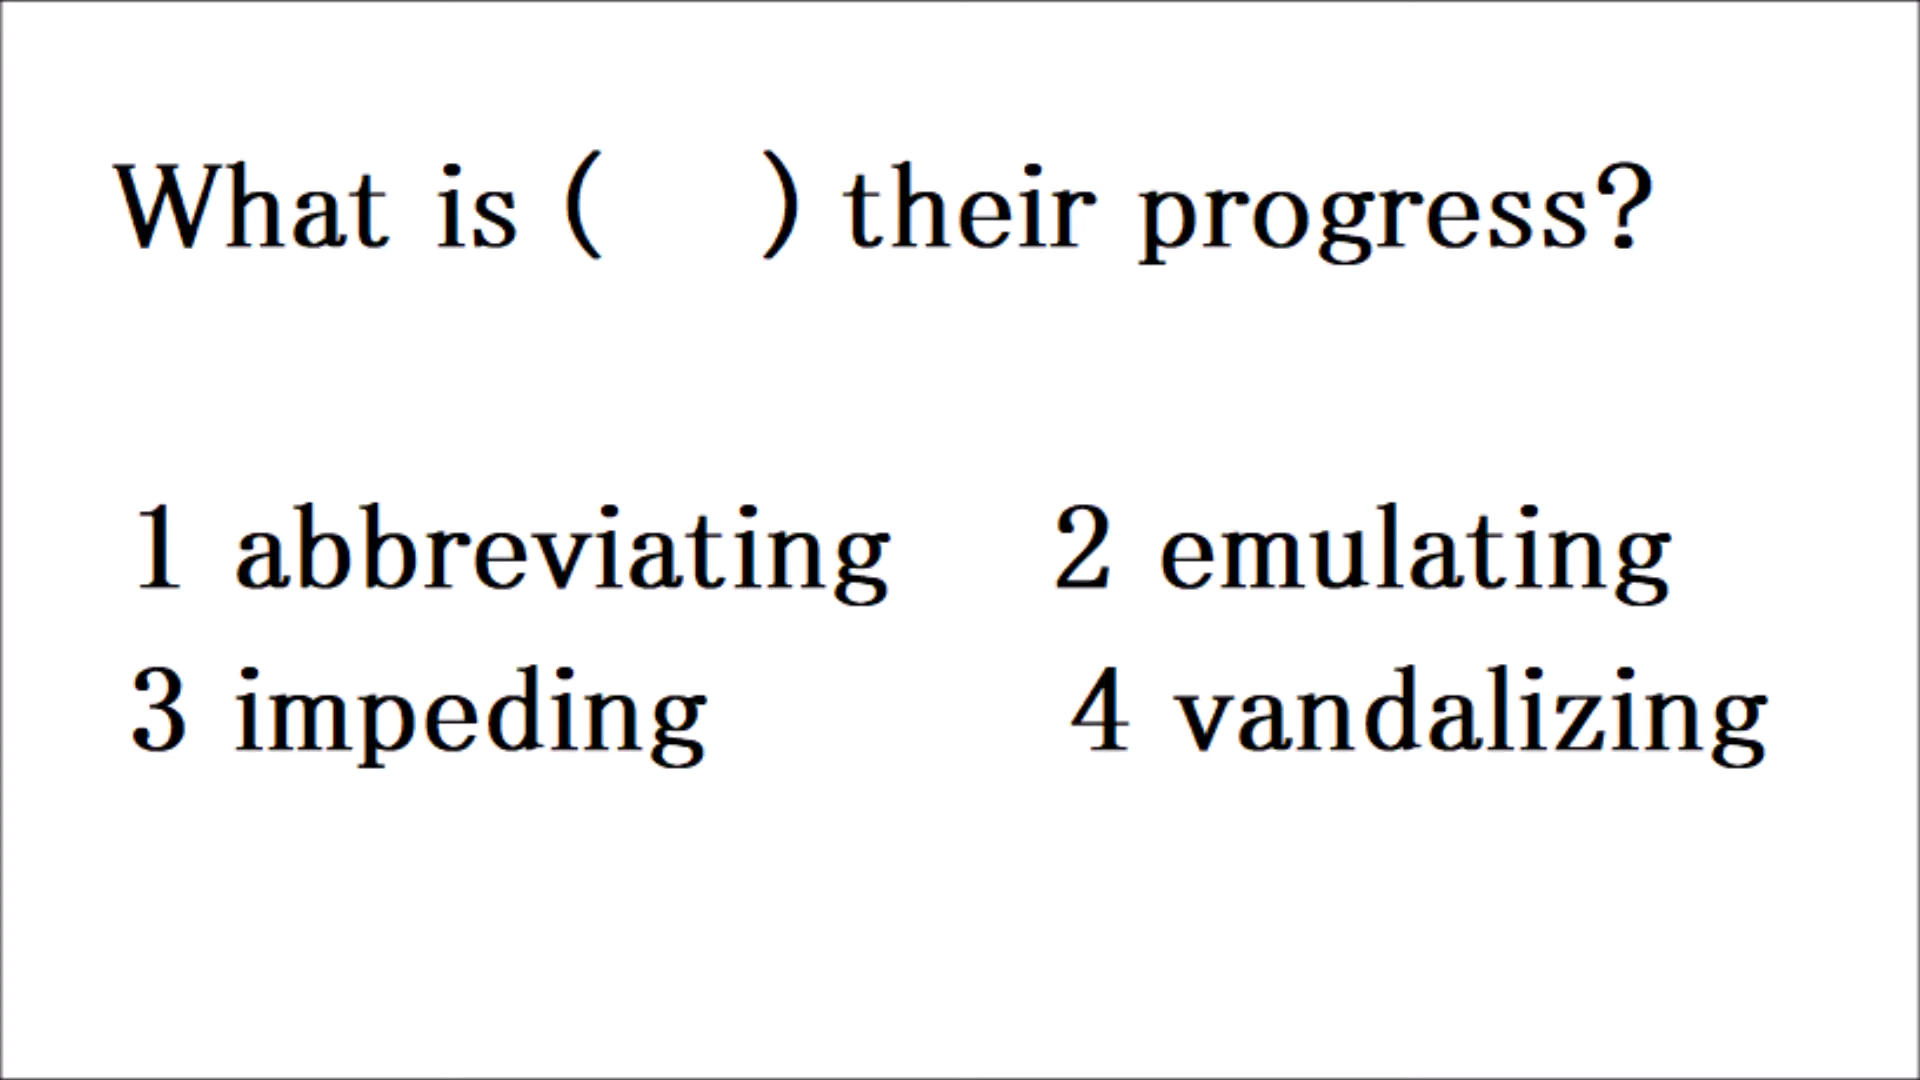 What is (   ) their progress?
1 abbreviating   2 emulating
3 impeding   4 vandalizing